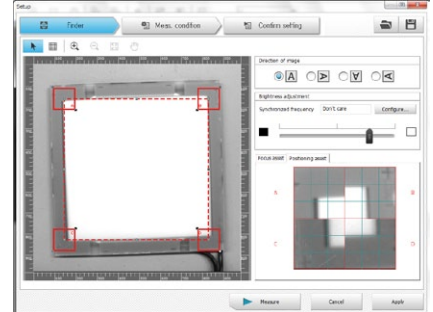 Setup
Finder
Meas. condition
Confirm setting
Direction of image
A A A A
Brightness adjustment
Synchronized frequency Don't care Configure...
Focus assist Positioning assist
A B
C D
Measure Cancel Apply